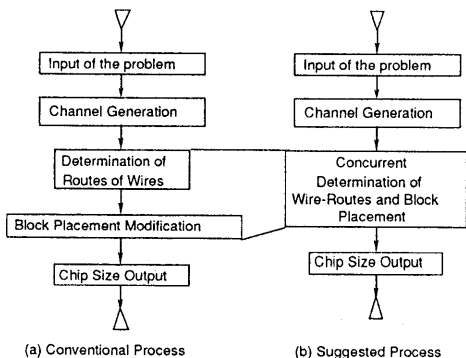 Input of the problem
Channel Generation
Determination of
Routes of Wires
Block Placement Modification
Chip Size Output
(a) Conventional Process
Input of the problem
Channel Generation
Concurrent
Determination of
Wire-Routes and Block
Placement
Chip Size Output
(b) Suggested Process